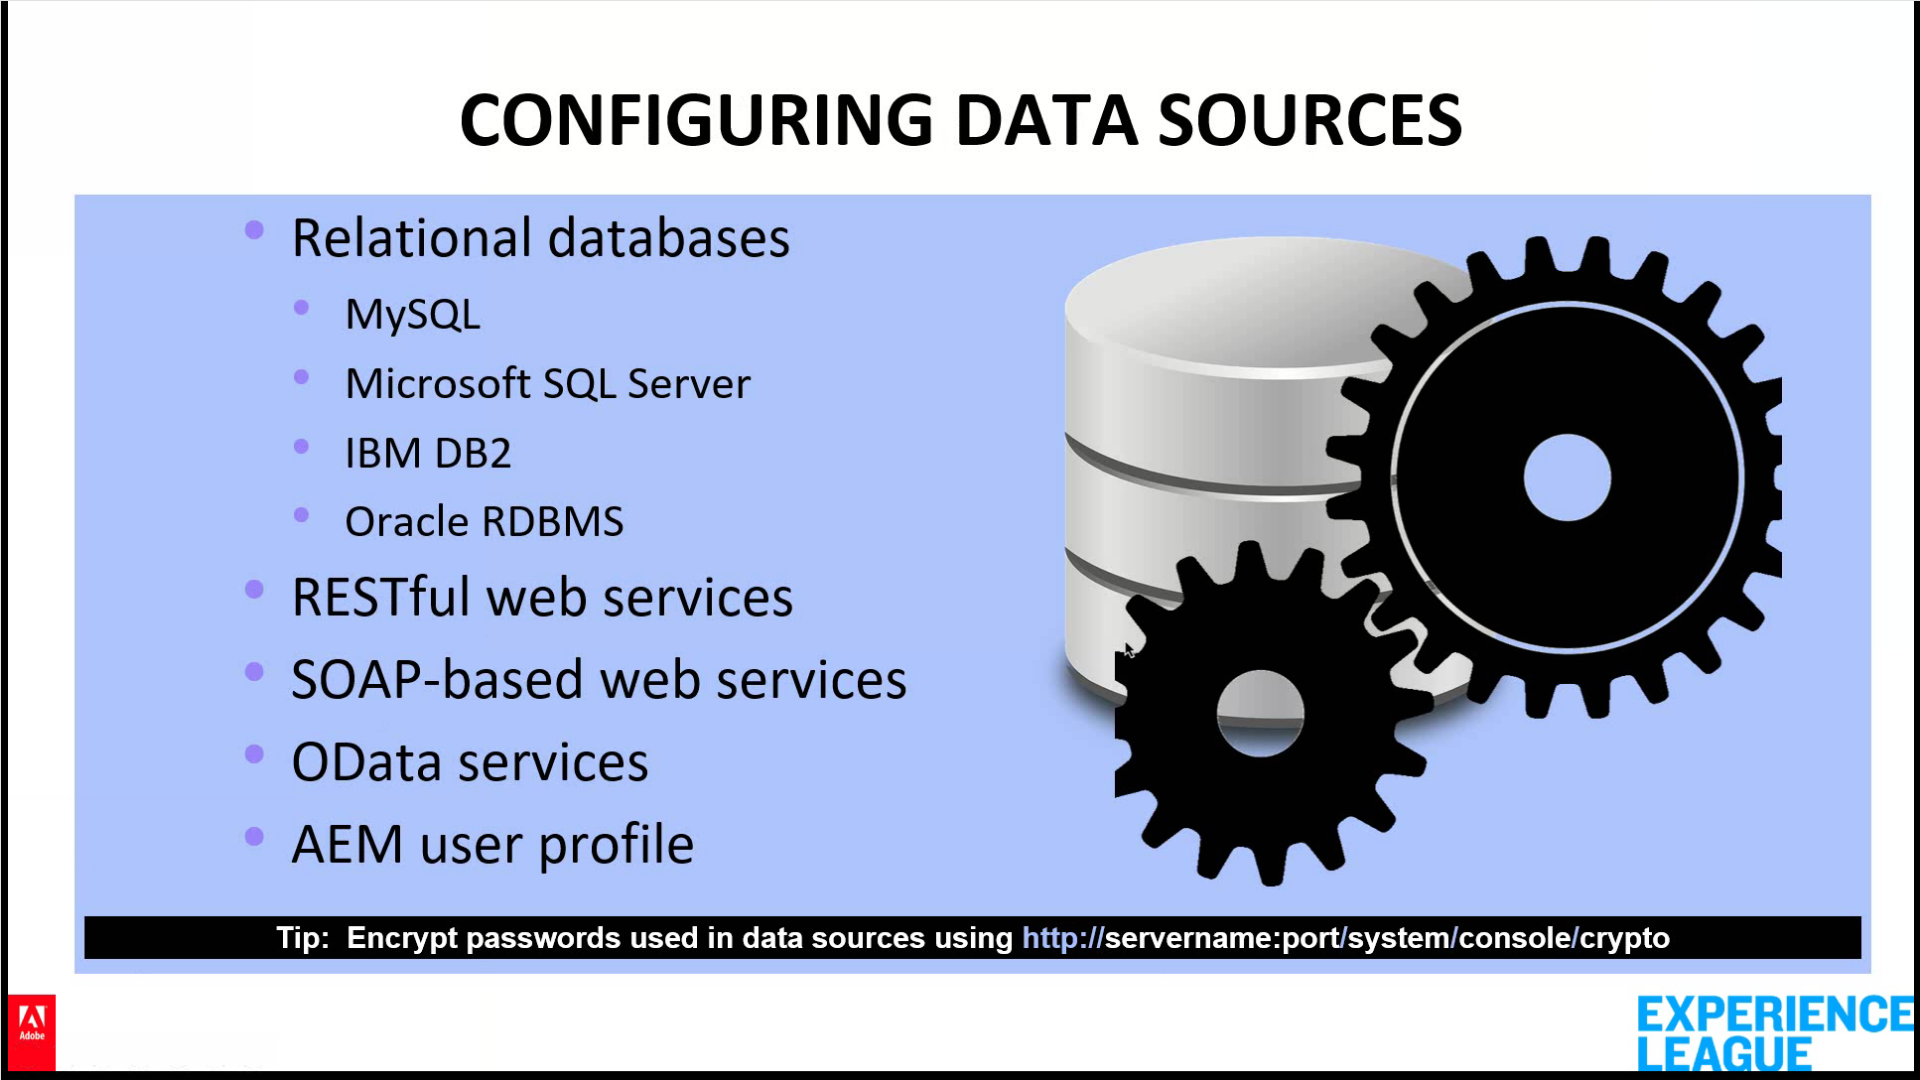 CONFIGURING DATA SOURCES
Relational databases
MySQL
Microsoft SQL Server
IBM DB2
Oracle RDBMS
RESTful web services
SOAP-based web services
OData services
AEM user profile
Tip: Encrypt passwords used in data sources using http://servername:port/system/console/crypto
Adobe
EXPERIENCE
LEAGUE